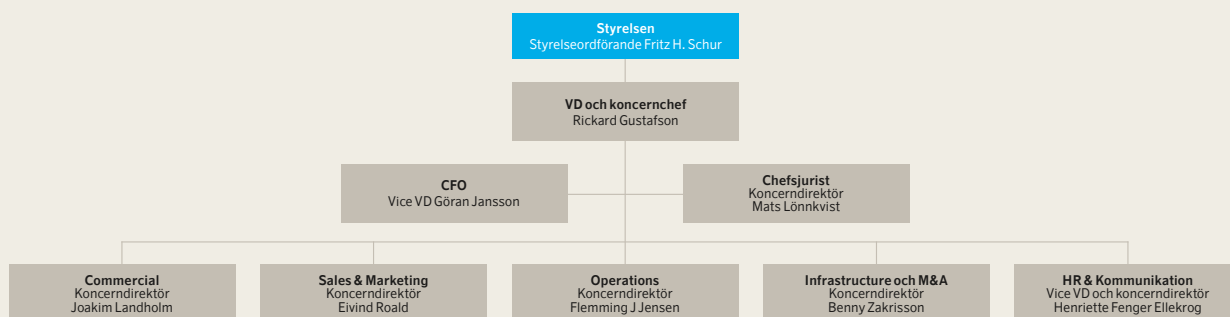 Styrelsen
Styrelseordförande Fritz H. Schur
VD och koncernchef
Rickard Gustafson
CFO
Vice VD Göran Jansson
Chefsjurist
Koncerndirektör
Mats Lönnkvist
Commercial
Koncerndirektör
Joakim Landholm
Sales & Marketing
Koncerndirektör
Eivind Roald
Operations
Koncerndirektör
Flemming J Jensen
Infrastructure och M&A
Koncerndirektör
Benny Zakrisson
HR & Kommunikation
Vice VD och koncerndirektör
Henriette Fenger Ellekrog